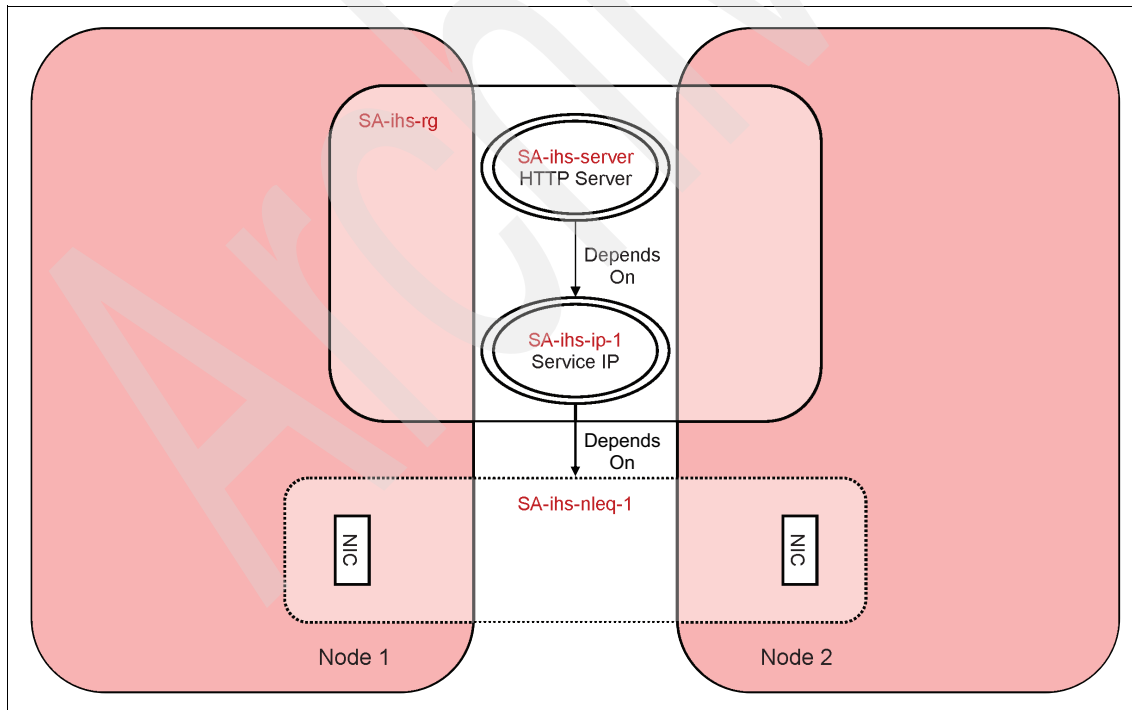 SA-ihs-rg
SA-ihs-server
HTTP Server
Depends
On
SA-ihs-ip-1
Service IP
Depends
On
SA-ihs-nleq-1
NIC
NIC
Node 1
Node 2